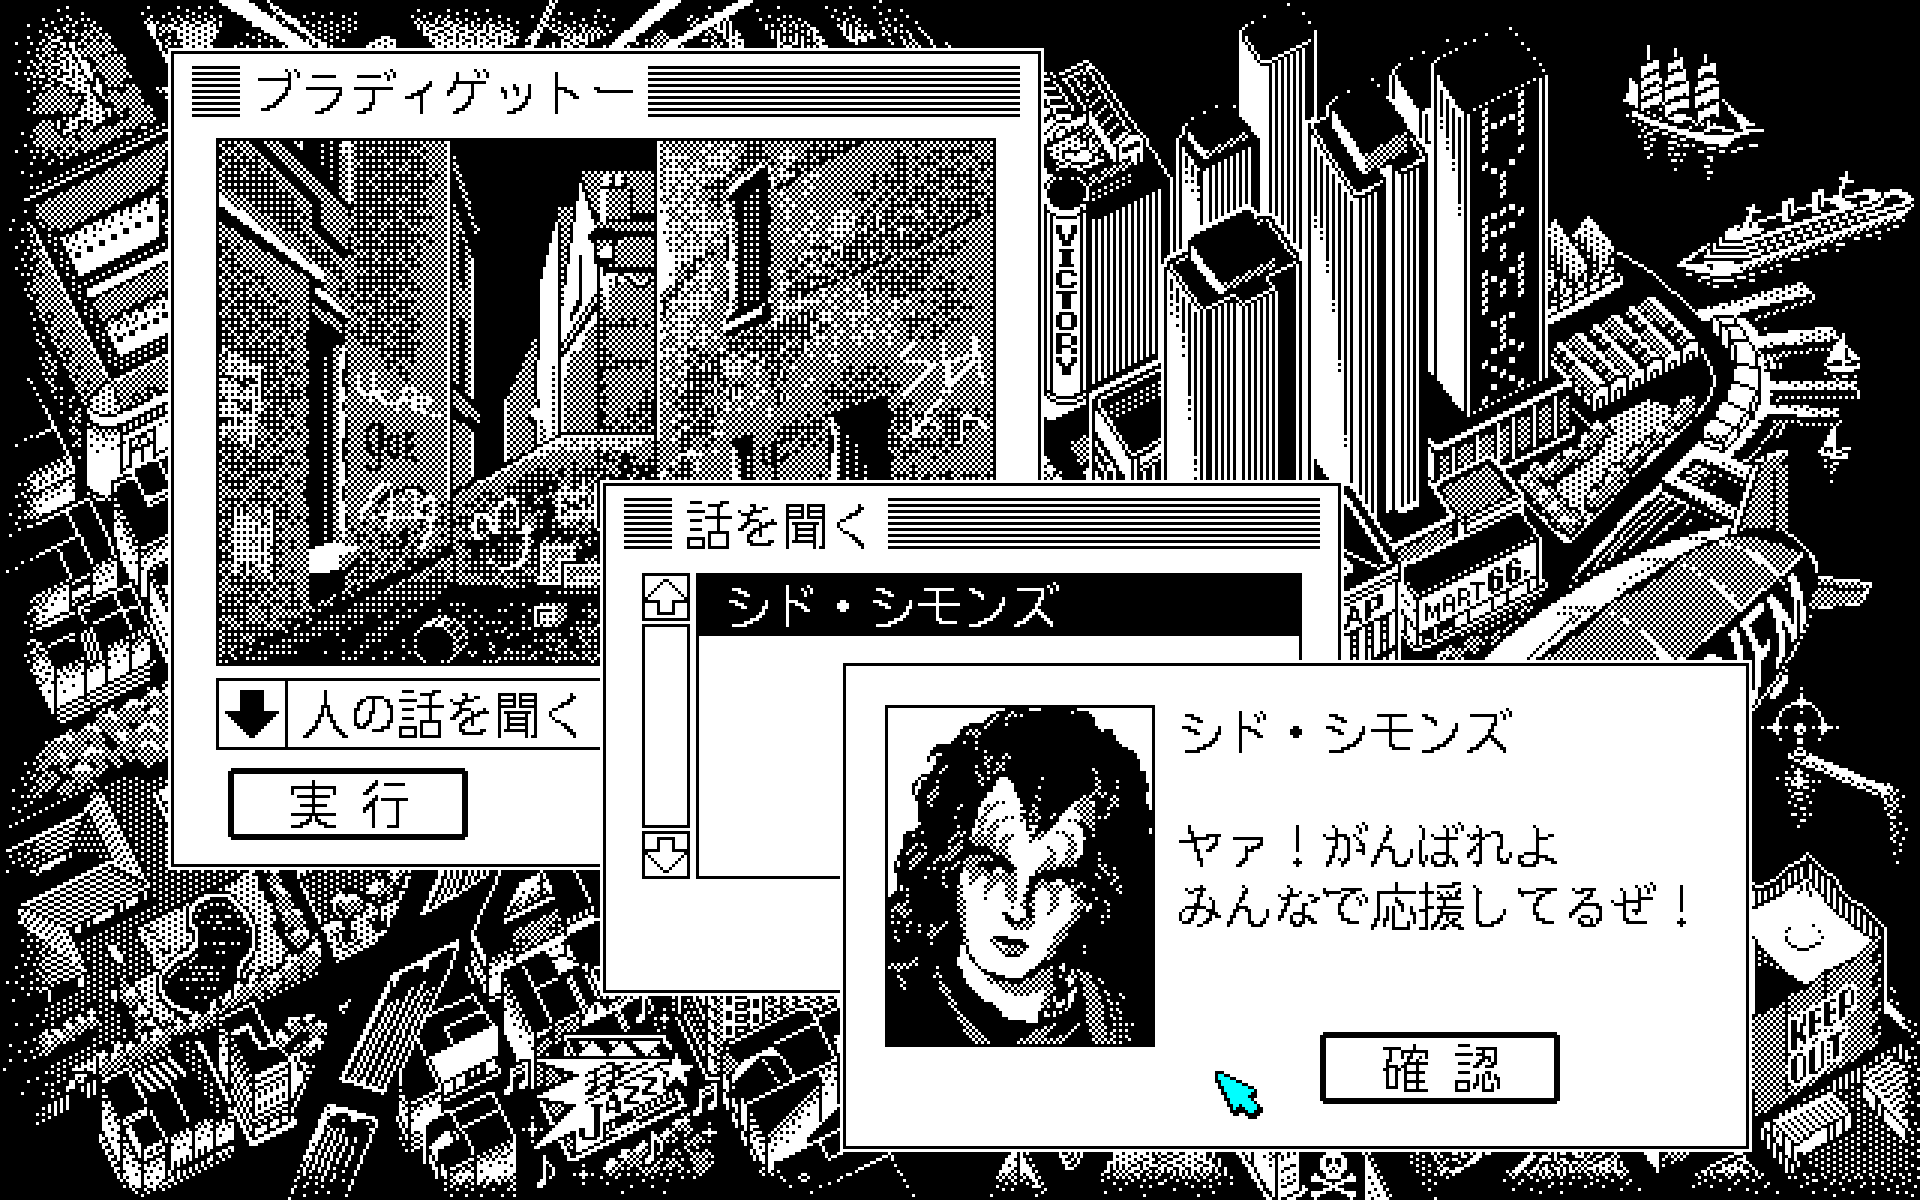 ブラディゲットー
VICTORY
話を聞く
シド・シモンズ
MART66
AP
人の話を聞く
実行
シド・シモンズ
ヤァ！がんばれよ
みんなで応援してるぜ！
確認
KEEP
OUT
JAZZ